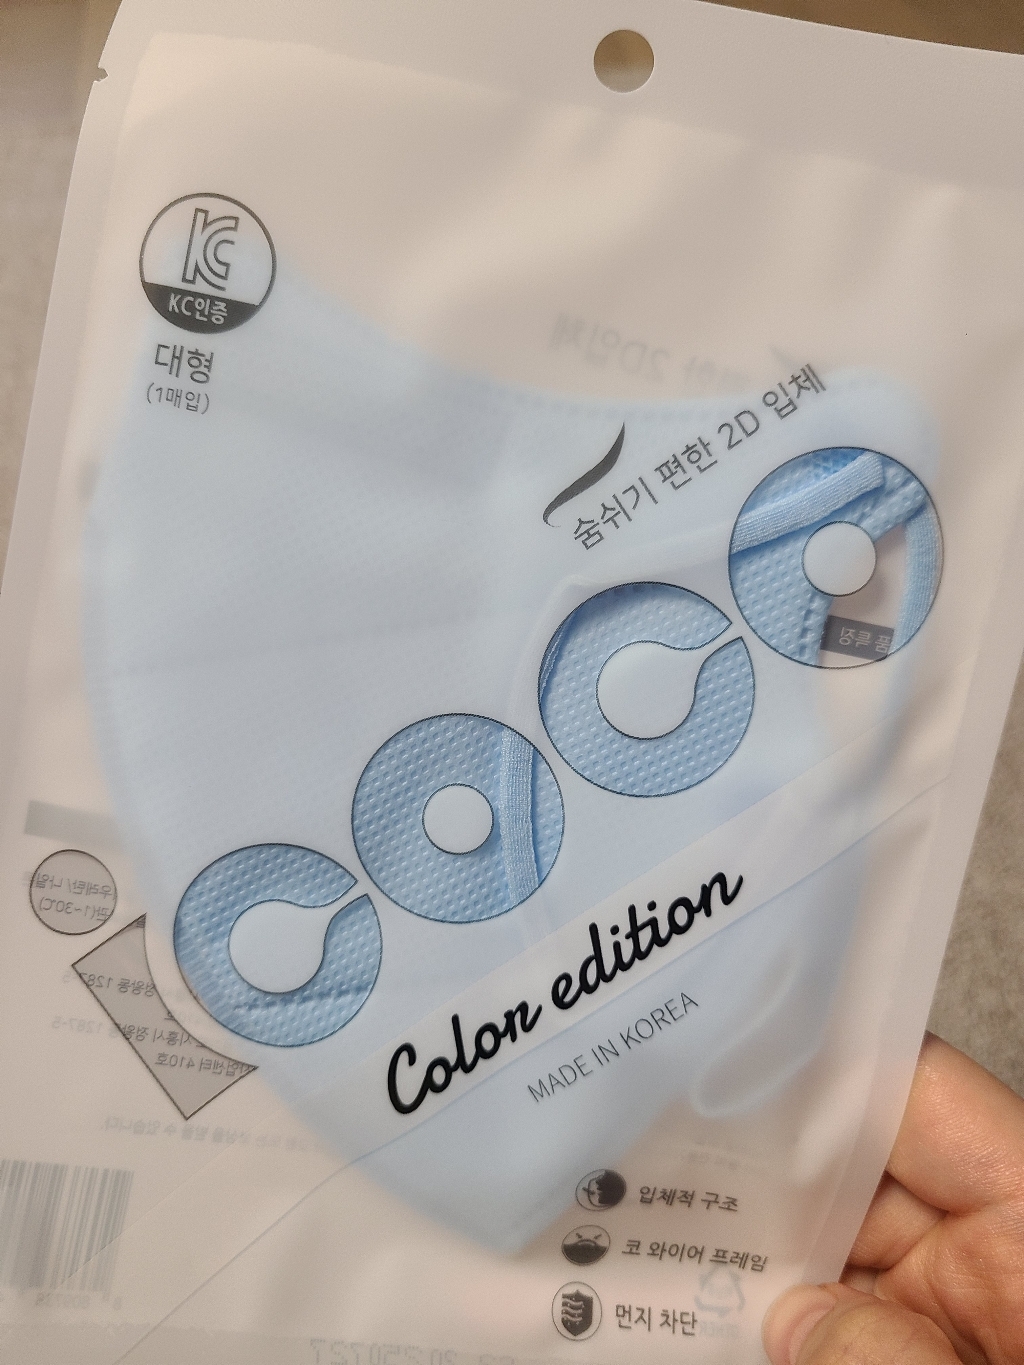 KC
KC인증
대형
(1매입)
숨쉬기 편한 2D 입체
COCO
Color edition
MADE IN KOREA
입체적 구조
코 와이어 프레임
먼지 차단